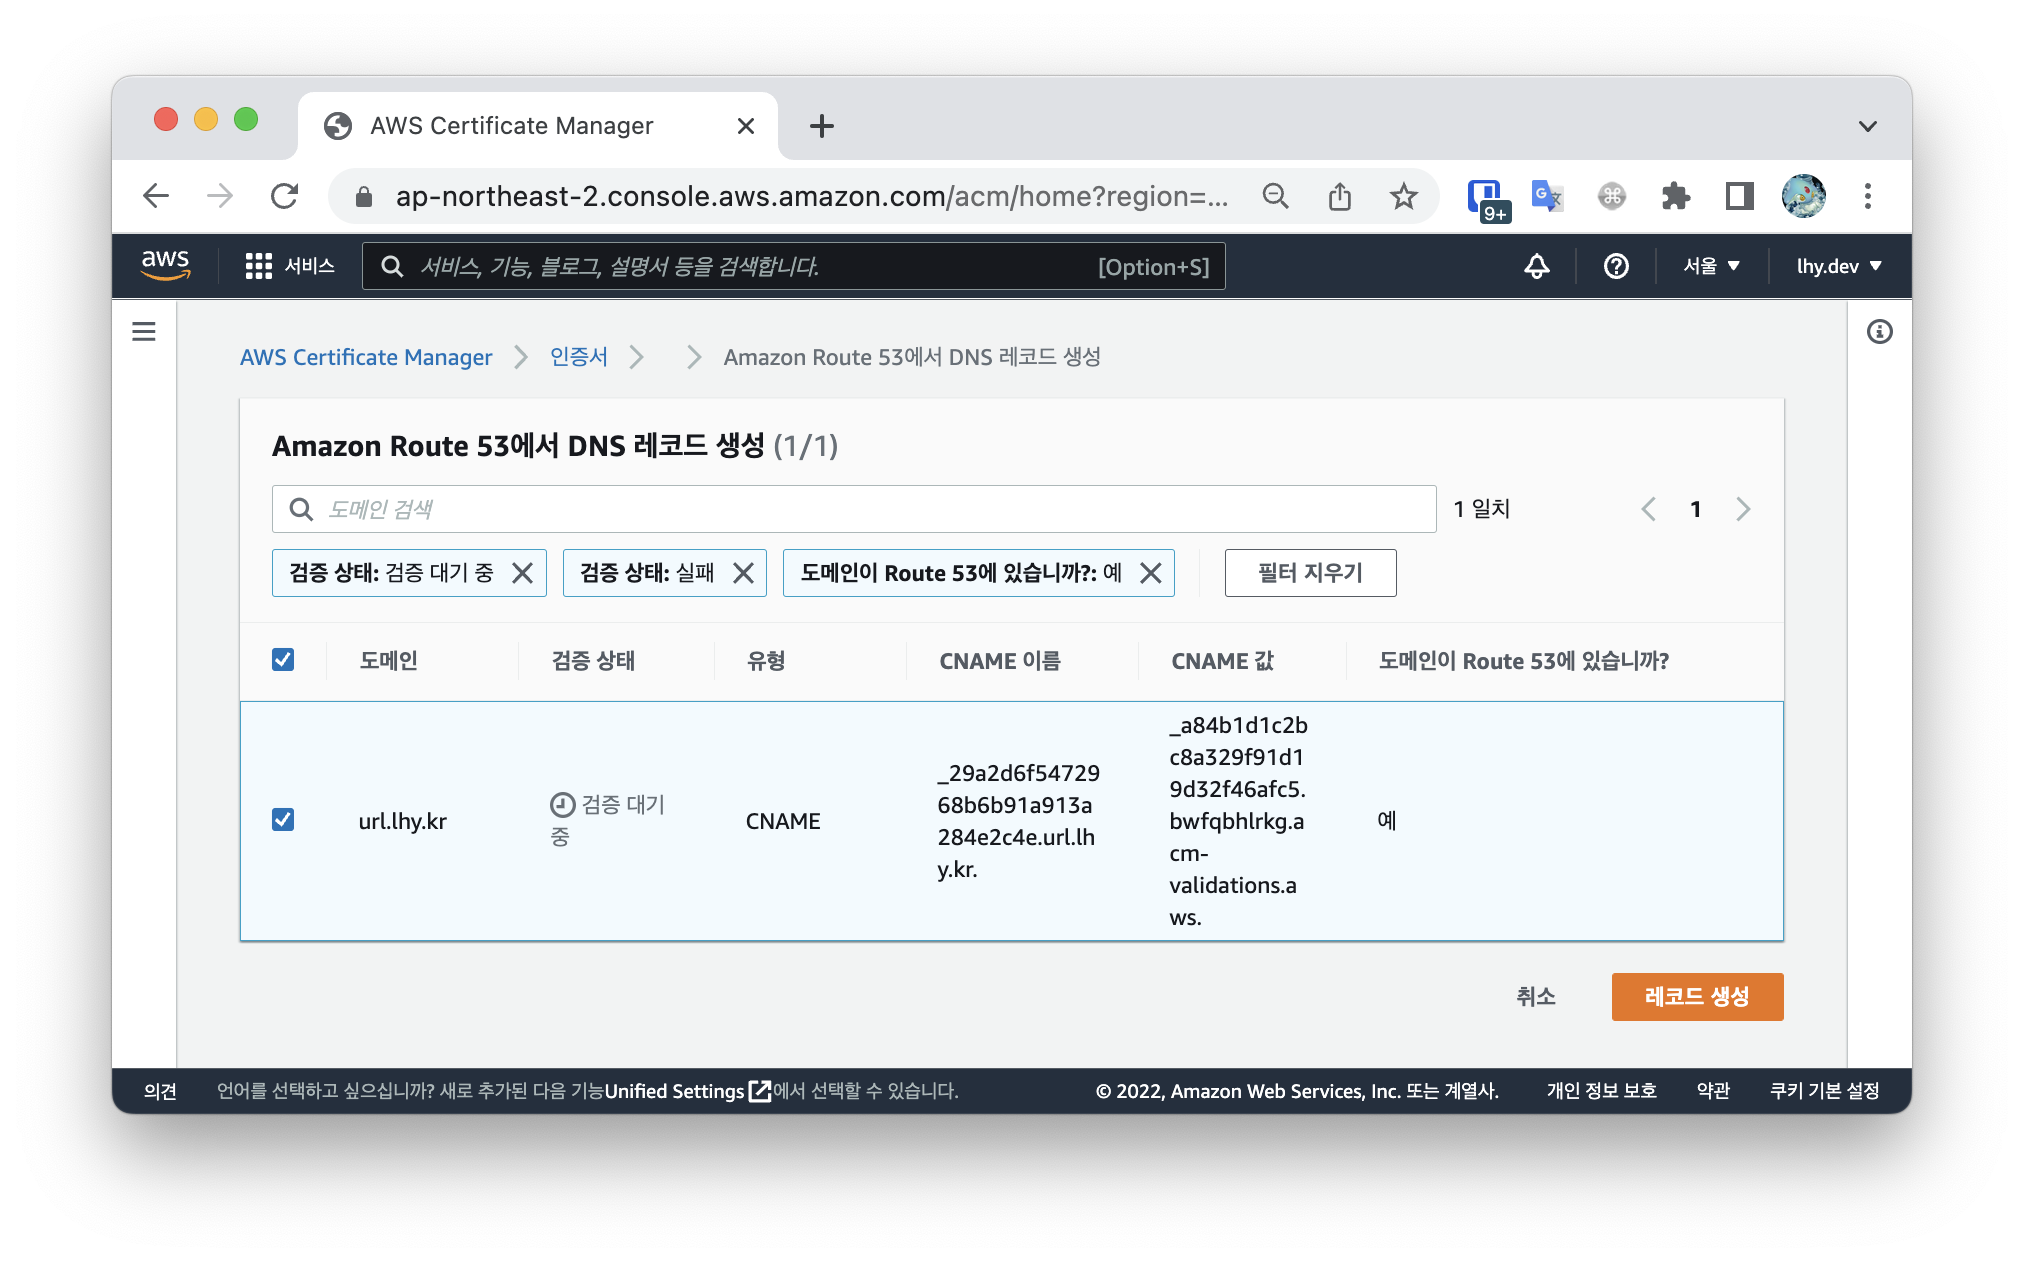 AWS Certificate Manager
ap-northeast-2.console.aws.amazon.com/acm/home?region=...
9+
aws
서비스
서비스, 기능, 블로그, 설명서 등을 검색합니다.
[Option+S]
서울
lhy.dev
AWS Certificate Manager
인증서
Amazon Route 53에서 DNS 레코드 생성
Amazon Route 53에서 DNS 레코드 생성 (1/1)
도메인 검색
1 일치
1
검증 상태: 검증 대기 중
검증 상태: 실패
도메인이 Route 53에 있습니까?: 예
필터 지우기
도메인
검증 상태
유형
CNAME 이름
CNAME 값
도메인이 Route 53에 있습니까?
url.lhy.kr
검증 대기
중
CNAME
_29a2d6f54729
68b6b91a913a
284e2c4e.url.lh
y.kr.
_a84b1d1c2b
c8a329f91d1
9d32f46afc5.
bwfqbhlrkg.a
cm-
validations.a
ws.
예
취소
레코드 생성
의견
언어를 선택하고 싶으십니까? 새로 추가된 다음 기능Unified Settings에서 선택할 수 있습니다.
© 2022, Amazon Web Services, Inc. 또는 계열사.
개인 정보 보호
약관
쿠키 기본 설정